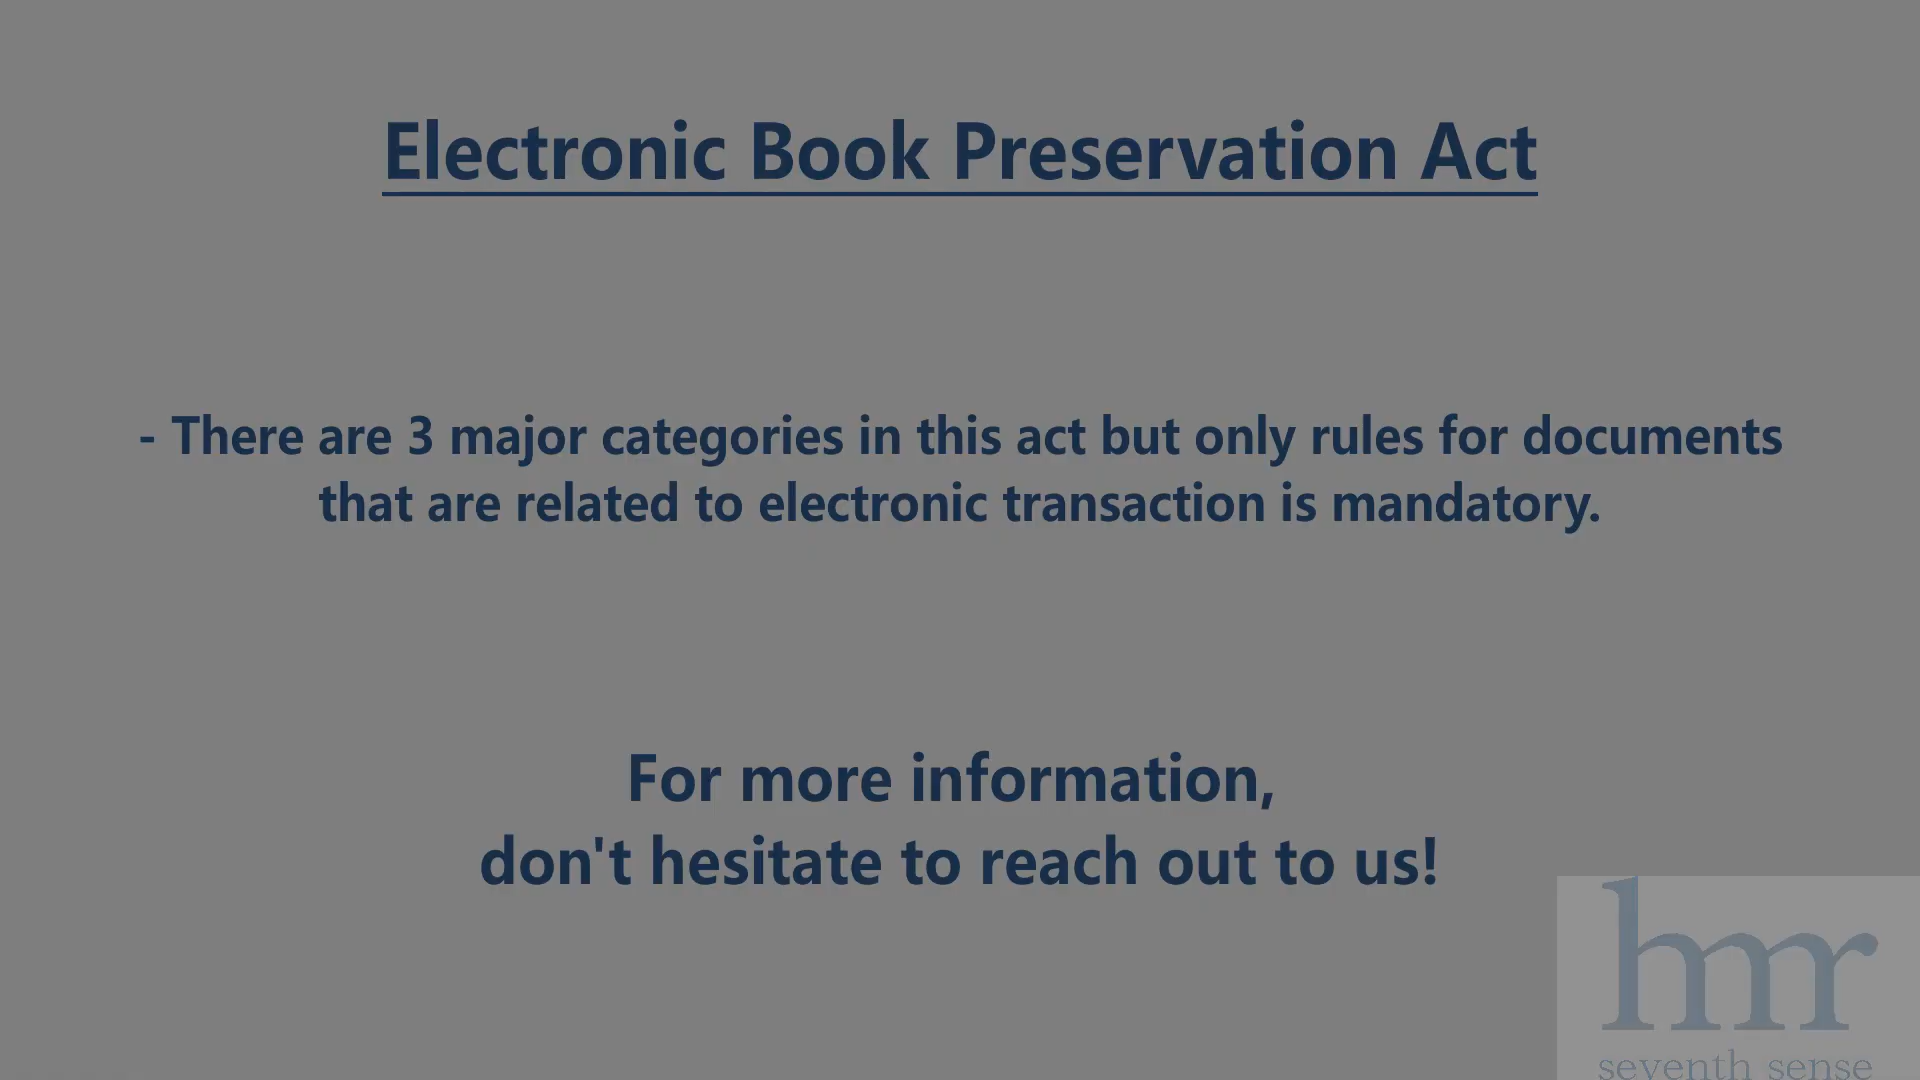 Electronic Book Preservation Act
- There are 3 major categories in this act but only rules for documents
that are related to electronic transaction is mandatory.
For more information,
don't hesitate to reach out to us!
hmr
seventh sense